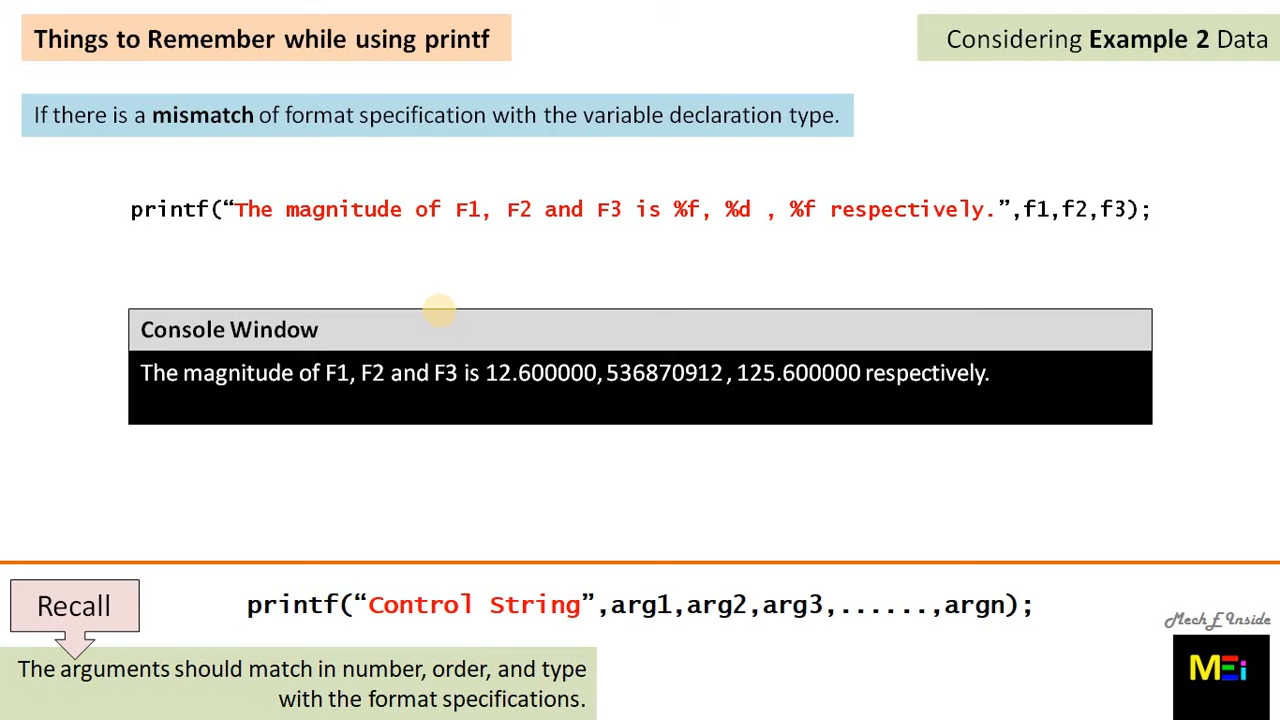 Things to Remember while using printf
Considering Example 2 Data
If there is a mismatch of format specification with the variable declaration type.
printf(“The magnitude of F1, F2 and F3 is %f, %d , %f respectively.”,f1,f2,f3);
Console Window
The magnitude of F1, F2 and F3 is 12.600000, 536870912 , 125.600000 respectively.
Recall
printf(“Control String”,arg1,arg2,arg3,......,argn);
The arguments should match in number, order, and type
with the format specifications.
Mech E Inside
MEi